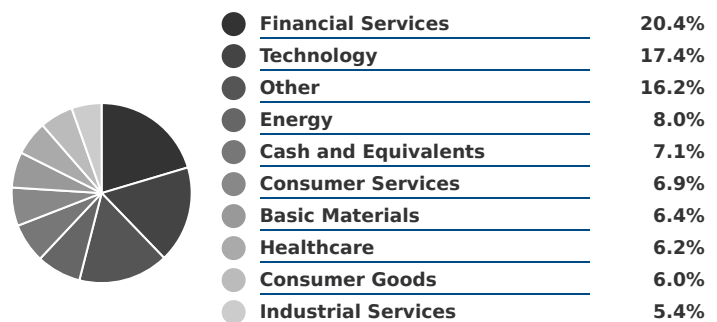 Financial Services 20.4%
Technology 17.4%
Other 16.2%
Energy 8.0%
Cash and Equivalents 7.1%
Consumer Services 6.9%
Basic Materials 6.4%
Healthcare 6.2%
Consumer Goods 6.0%
Industrial Services 5.4%